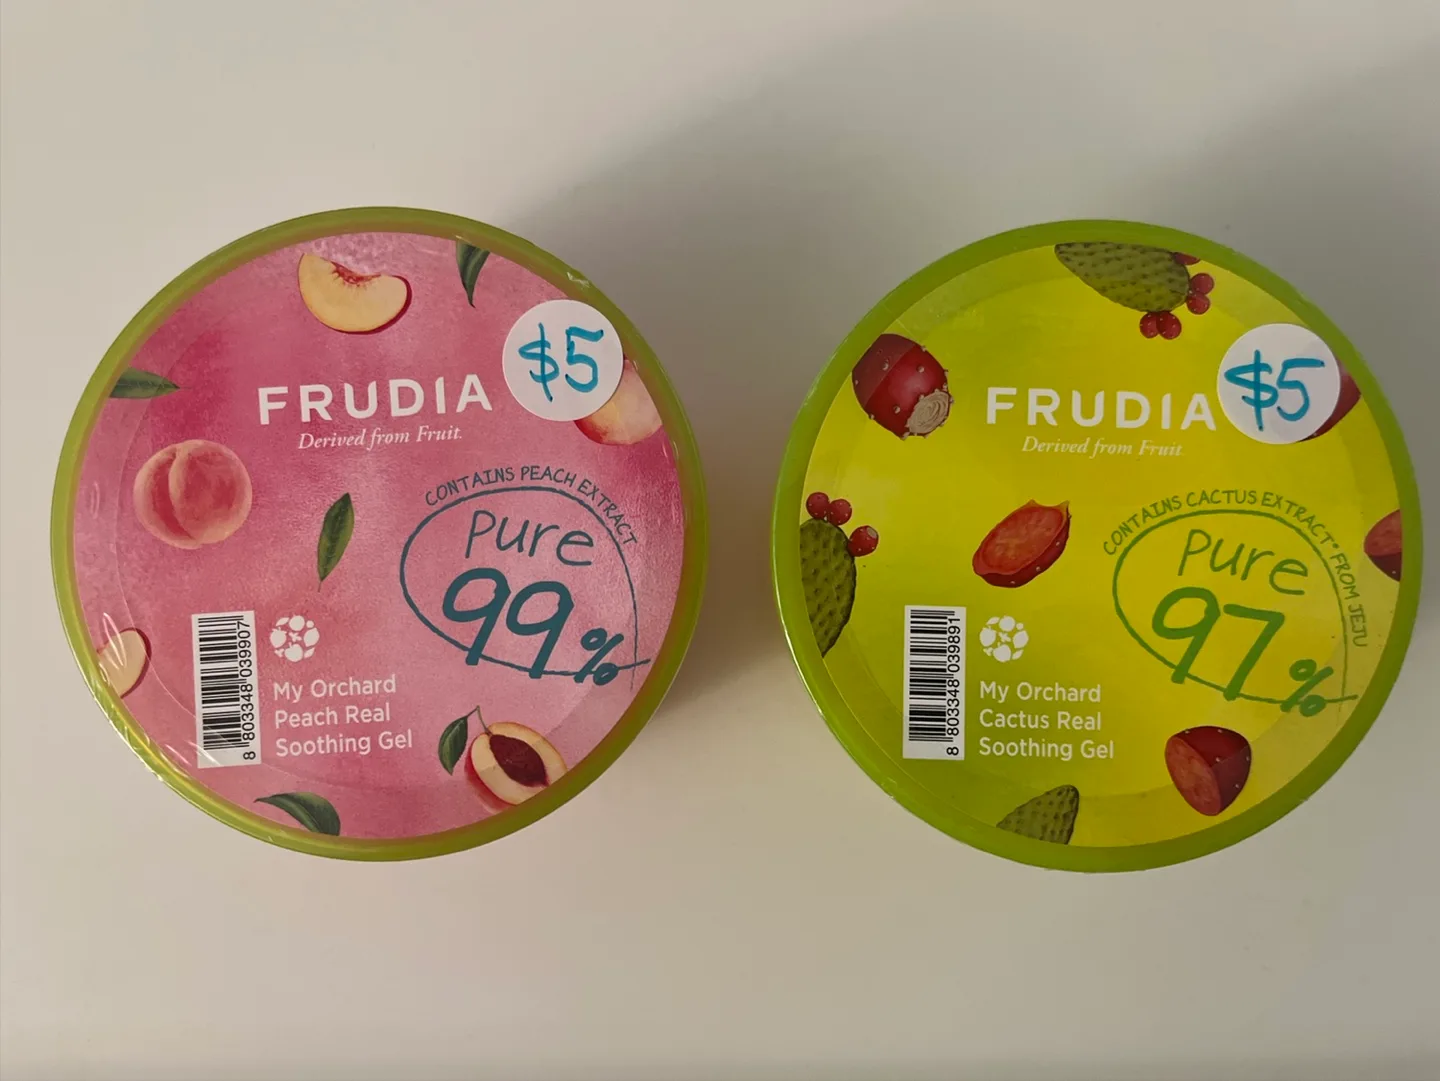 $5
FRUDIA
Derived from Fruit.
CONTAINS PEACH EXTRACT
Pure
99%
8 803348 039907
My Orchard
Peach Real
Soothing Gel
$5
FRUDIA
Derived from Fruit.
CONTAINS CACTUS EXTRACT* FROM JEJU
Pure
97%
8 803348 039891
My Orchard
Cactus Real
Soothing Gel